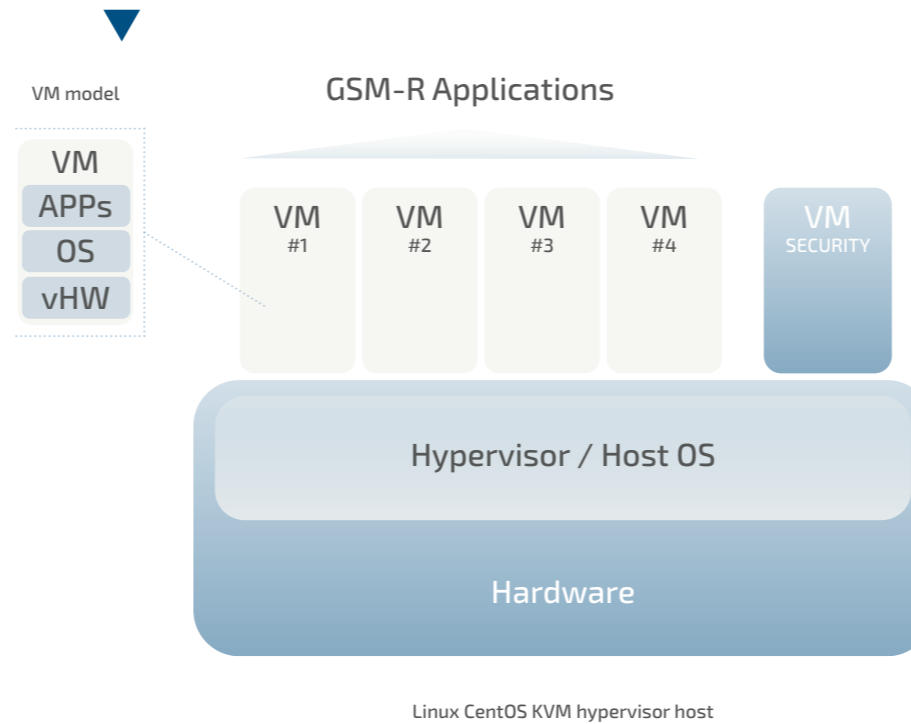 VM model
GSM-R Applications
VM
APPs
OS
vHW
VM
#1
VM
#2
VM
#3
VM
#4
VM
SECURITY
Hypervisor / Host OS
Hardware
Linux CentOS KVM hypervisor host